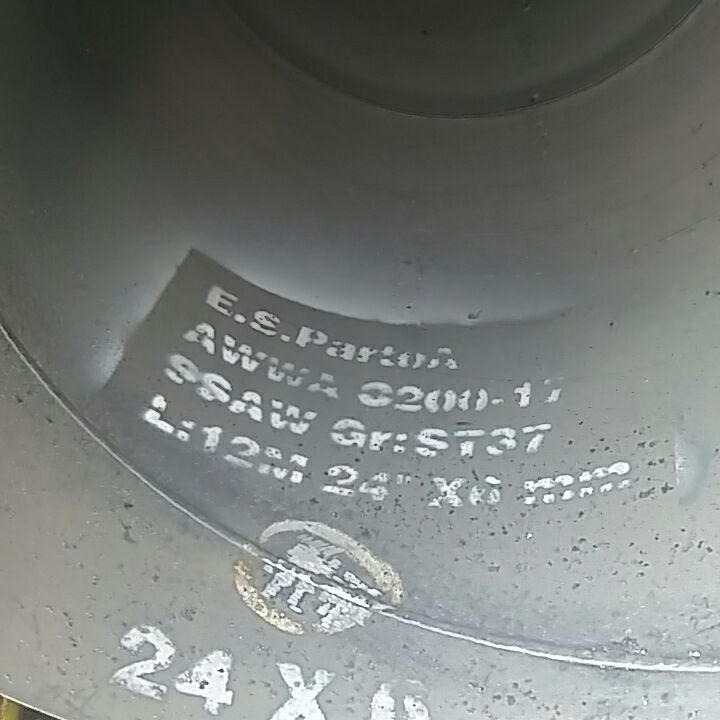 E.S.PartoA
AWWA C200-17
SSAW Gr:ST37
L:12M 24" X6 mm
24 X 6